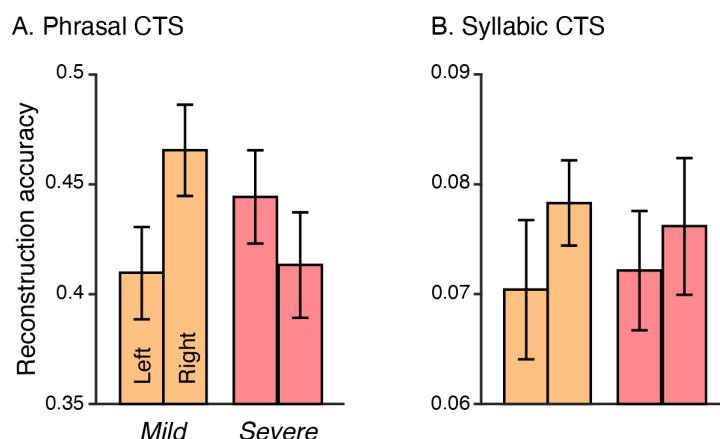 A. Phrasal CTS
B. Syllabic CTS
Reconstruction accuracy
0.5
0.45
0.4
0.35
Left
Right
Mild
Severe
0.09
0.08
0.07
0.06